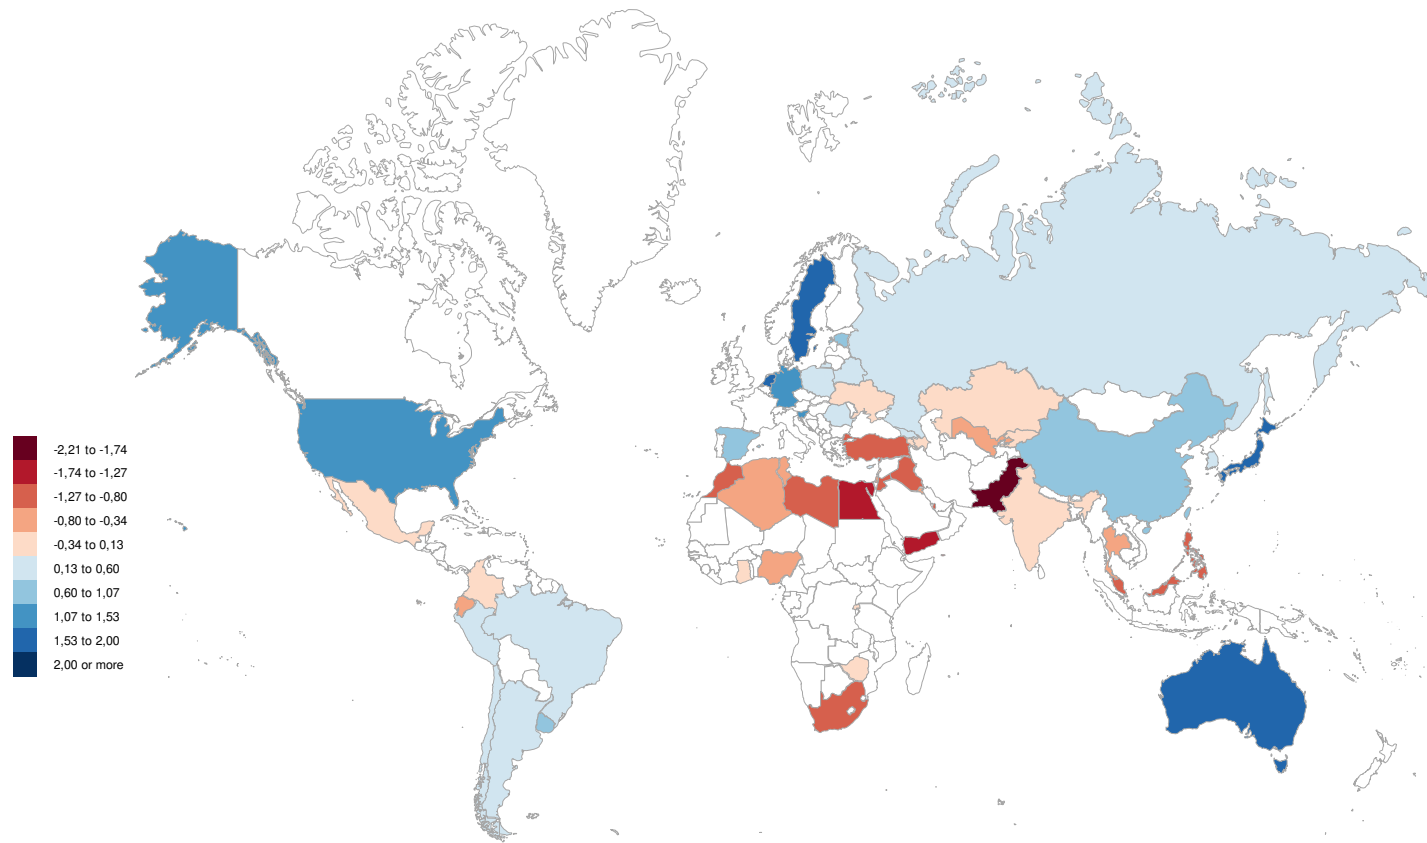 -2,21 to -1,74
-1,74 to -1,27
-1,27 to -0,80
-0,80 to -0,34
-0,34 to 0,13
0,13 to 0,60
0,60 to 1,07
1,07 to 1,53
1,53 to 2,00
2,00 or more